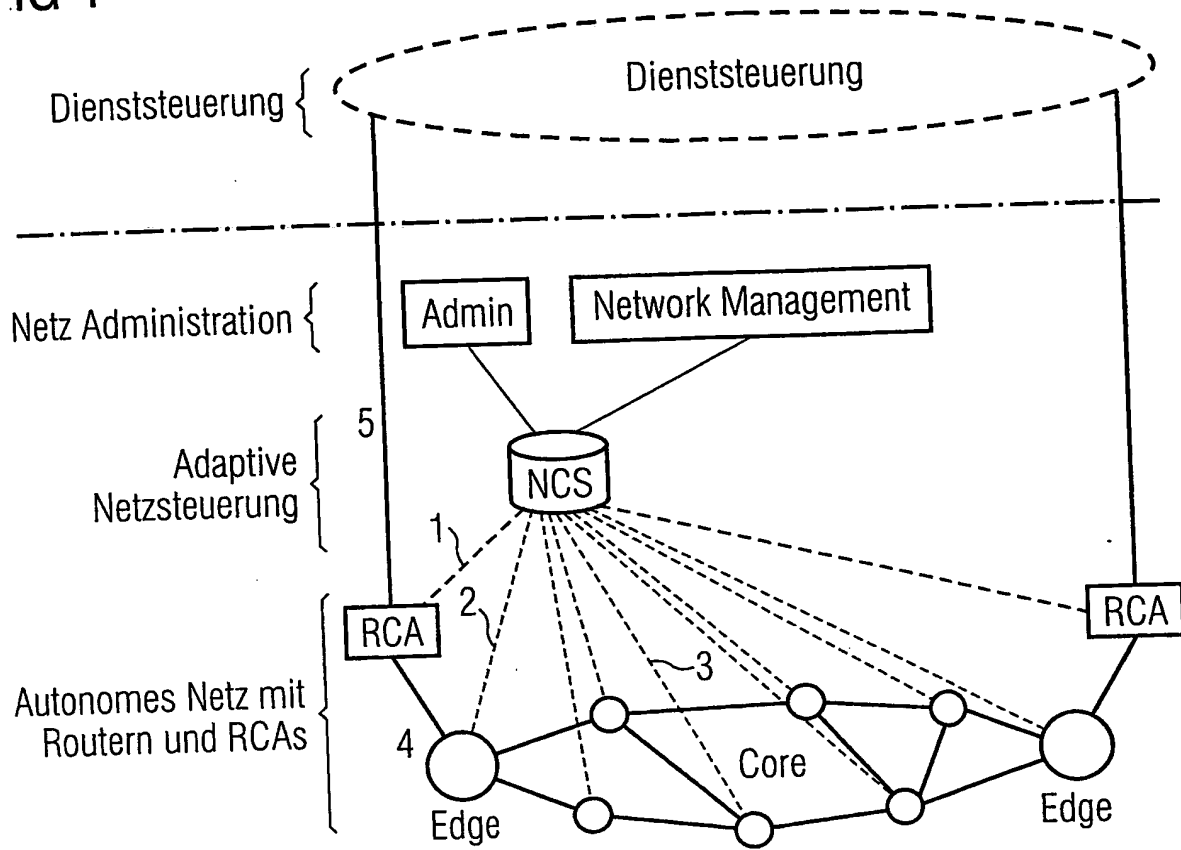 Dienststeuerung
Dienststeuerung
Netz Administration
Admin
Network Management
5
Adaptive
Netzsteuerung
NCS
1
2
RCA
RCA
3
Autonomes Netz mit
Routern und RCAs
4
Core
Edge
Edge